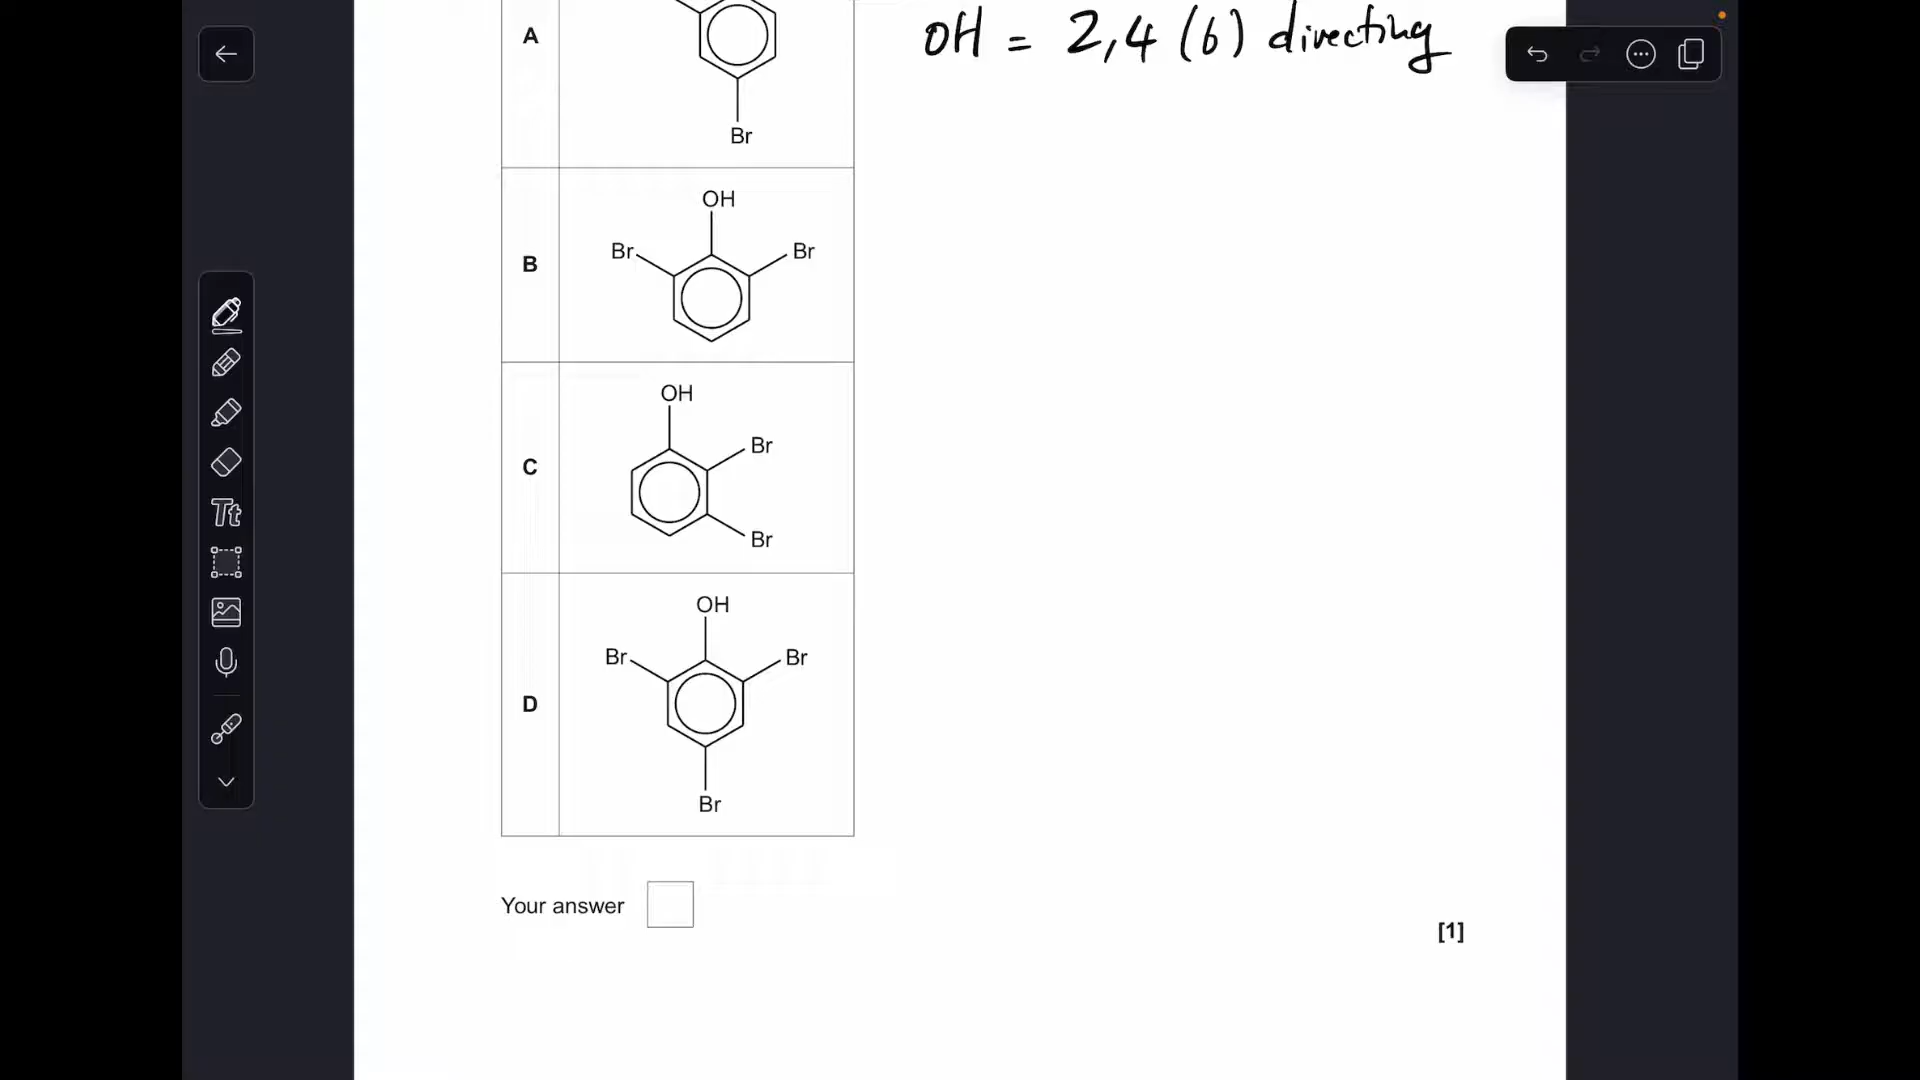 A
OH = 2,4 (6) directing
Br
OH
Br
Br
B
OH
Br
C
Br
OH
Br
Br
D
Br
Your answer
[1]
Tt